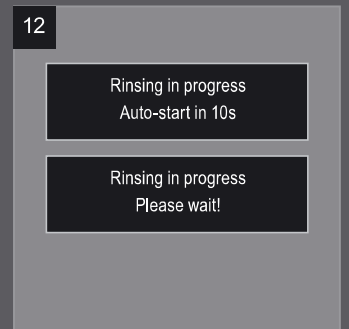 12
Rinsing in progress
Auto-start in 10s
Rinsing in progress
Please wait!